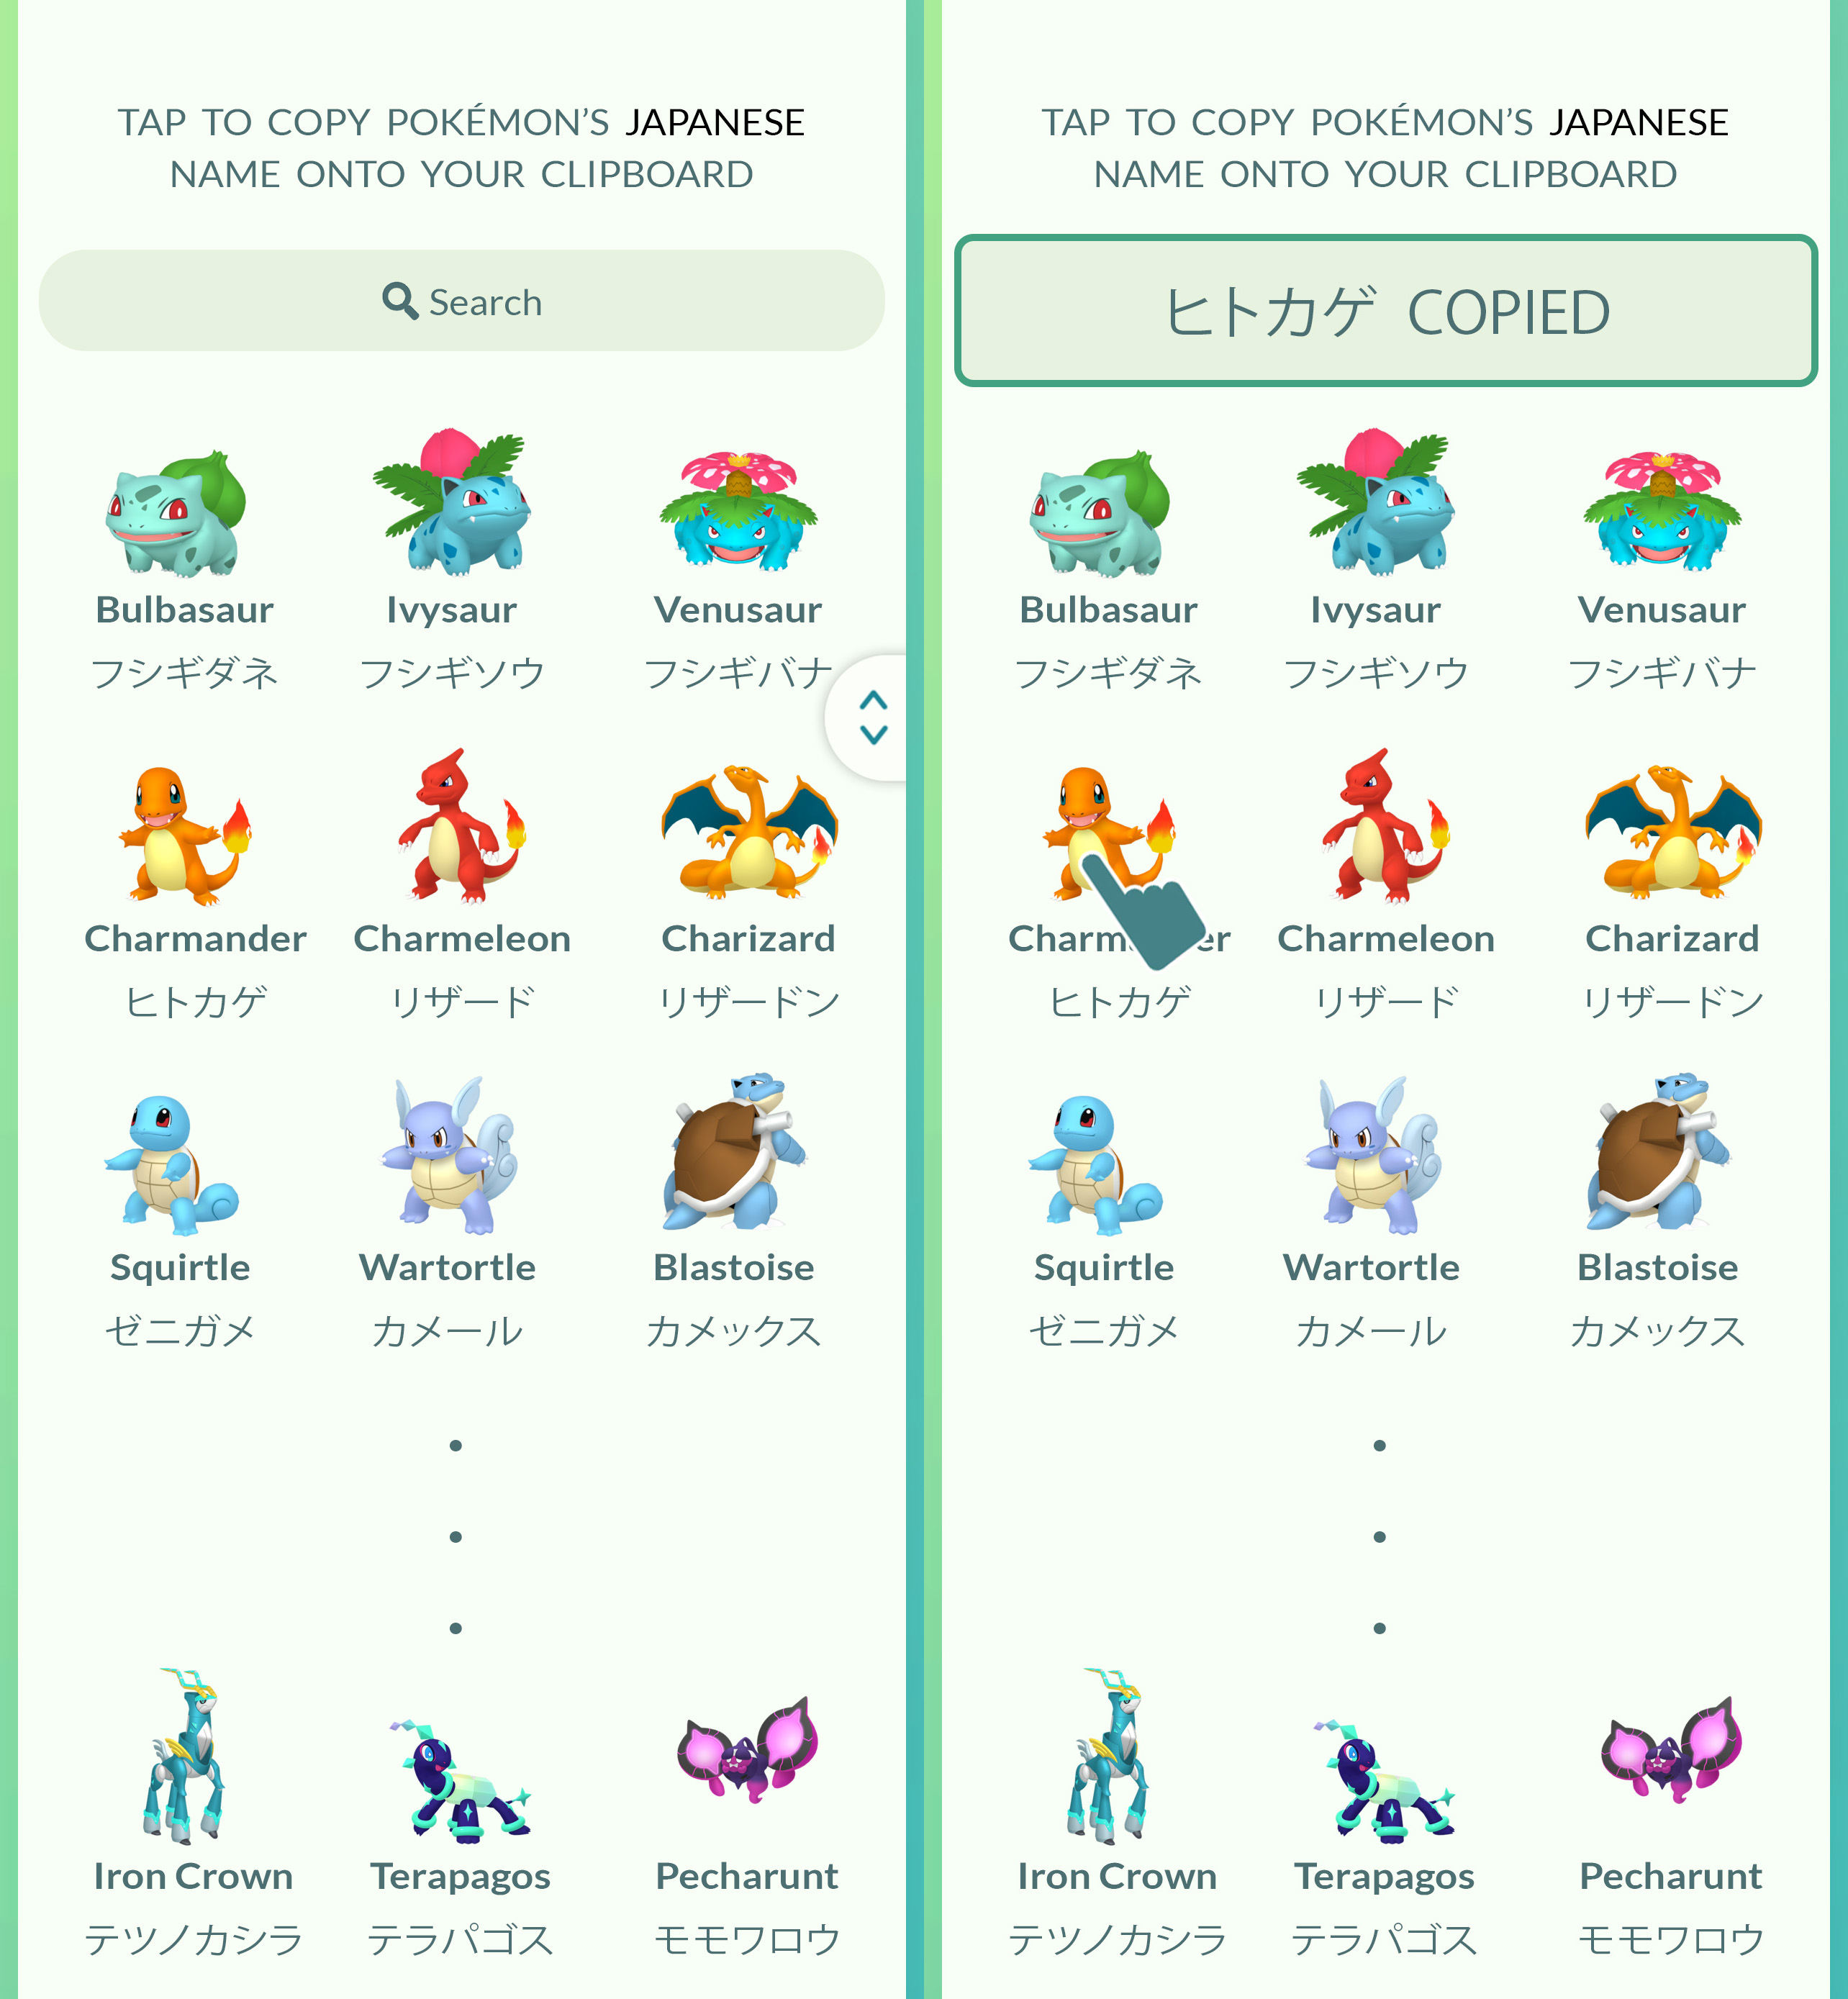 TAP TO COPY POKÉMON’S JAPANESE
NAME ONTO YOUR CLIPBOARD
Search
Bulbasaur Ivysaur Venusaur
フシギダネ フシギソウ フシギバナ
Charmander Charmeleon Charizard
ヒトカゲ リザード リザードン
Squirtle Wartortle Blastoise
ゼニガメ カメール カメックス
Iron Crown Terapagos Pecharunt
テツノカシラ テラパゴス モモワロウ
TAP TO COPY POKÉMON’S JAPANESE
NAME ONTO YOUR CLIPBOARD
ヒトカゲ COPIED
Bulbasaur Ivysaur Venusaur
フシギダネ フシギソウ フシギバナ
Charmeleon Charizard
ヒトカゲ リザード リザードン
Squirtle Wartortle Blastoise
ゼニガメ カメール カメックス
Iron Crown Terapagos Pecharunt
テツノカシラ テラパゴス モモワロウ